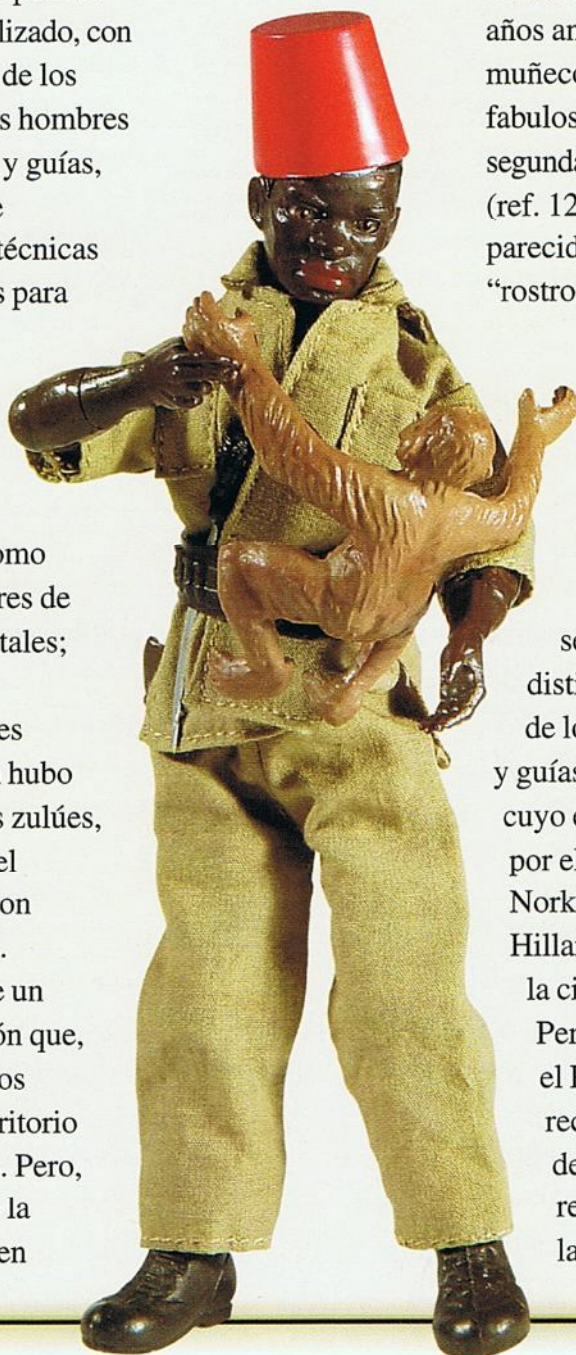 lizado, con
de los
s hombres
y guías,
técnicas
s para
omo
res de
tales;
es
hubo
s zulúes,
el
on
e un
ón que,
os
ritorio
. Pero,
la
en
años an
muñeco
fabulos
segunda
(ref. 12
parecid
“rostro
se
disti
de lo
y guías
cuyo
por el
Nork
Hillar
la ci
Per
el
rec
de
re
la